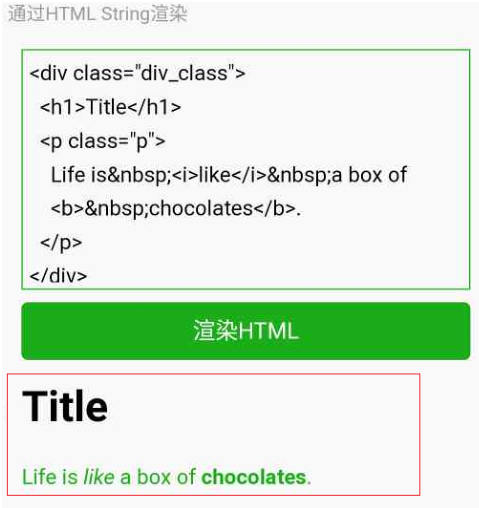 通过HTML String渲染
<div class="div_class">
<h1>Title</h1>
<p class="p">
Life is&nbsp;<i>like</i>&nbsp;a box of
<b>&nbsp;chocolates</b>.
</p>
</div>
渲染HTML
Title
Life is like a box of chocolates.